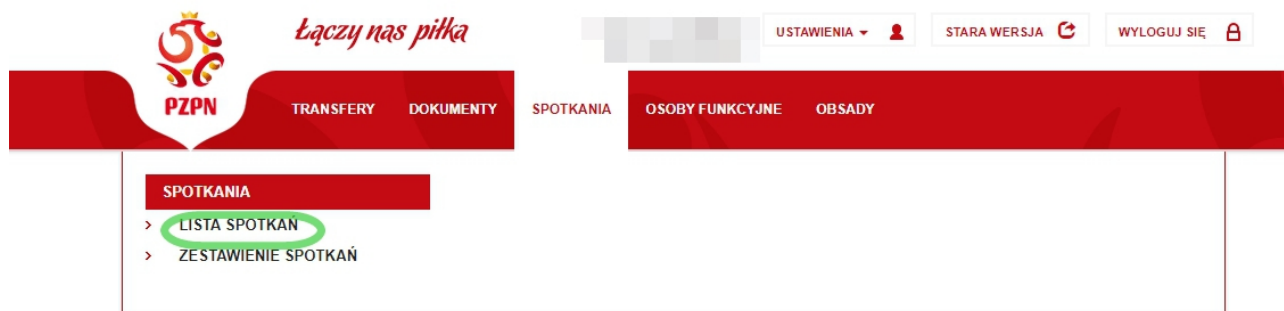 Łączy nas piłka
USTAWIENIA
STARA WERSJA
WYLOGUJ SIĘ
PZPN
TRANSFERY DOKUMENTY SPOTKANIA OSOBY FUNKCYJNE OBSADY
SPOTKANIA
LISTA SPOTKAŃ
ZESTAWIENIE SPOTKAŃ